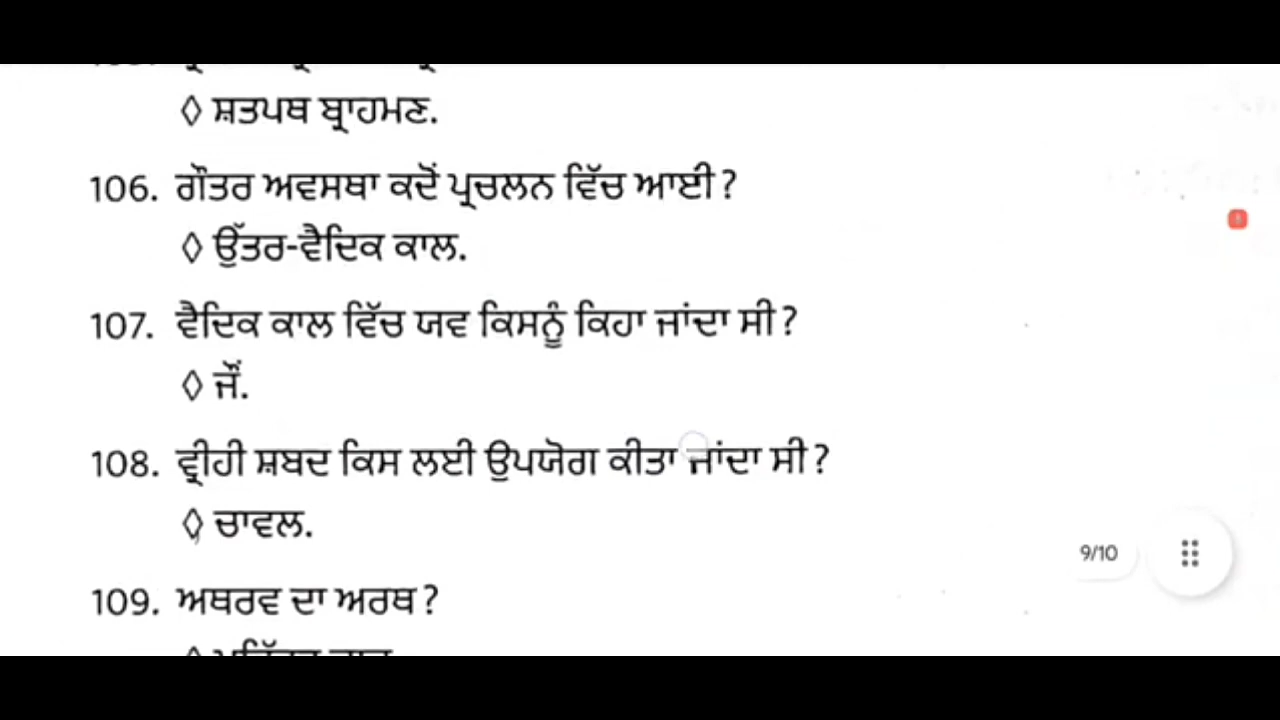 ◊ ਸ਼ਤਪਥ ਬ੍ਰਾਹਮਣ.
106. ਗੌਤਰ ਅਵਸਥਾ ਕਦੋਂ ਪ੍ਰਚਲਨ ਵਿੱਚ ਆਈ?
◊ ਉੱਤਰ-ਵੈਦਿਕ ਕਾਲ.
107. ਵੈਦਿਕ ਕਾਲ ਵਿੱਚ ਯਵ ਕਿਸਨੂੰ ਕਿਹਾ ਜਾਂਦਾ ਸੀ?
◊ ਜੌਂ.
108. ਵ੍ਰੀਹੀ ਸ਼ਬਦ ਕਿਸ ਲਈ ਉਪਯੋਗ ਕੀਤਾ ਜਾਂਦਾ ਸੀ?
◊ ਚਾਵਲ.
9/10
109. ਅਥਰਵ ਦਾ ਅਰਥ?